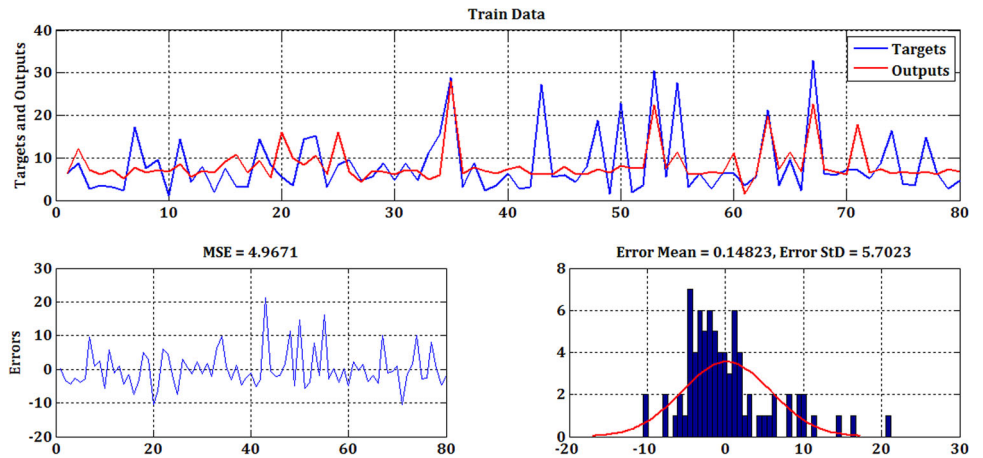 Train Data
Targets and Outputs
40
30
20
10
0
Targets
Outputs
0 10 20 30 40 50 60 70 80
MSE = 4.9671
Errors
30
20
10
0
-10
-20
0 20 40 60 80
Error Mean = 0.14823, Error StD = 5.7023
8
6
4
2
0
-20 -10 0 10 20 30